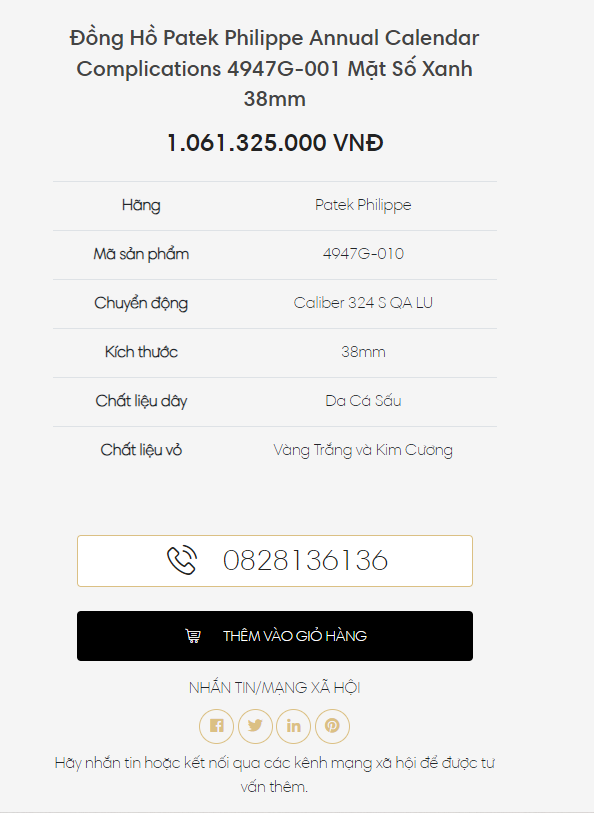 Đồng Hồ Patek Philippe Annual Calendar
Complications 4947G-001 Mặt Số Xanh
38mm
1.061.325.000 VNĐ
Hãng Patek Philippe
Mã sản phẩm 4947G-010
Chuyển động Caliber 324 S QA LU
Kích thước 38mm
Chất liệu dây Da Cá Sấu
Chất liệu vỏ Vàng Trắng và Kim Cương
0828136136
THÊM VÀO GIỎ HÀNG
NHẮN TIN/MẠNG XÃ HỘI
Hãy nhắn tin hoặc kết nối qua các kênh mạng xã hội để được tư
vấn thêm.